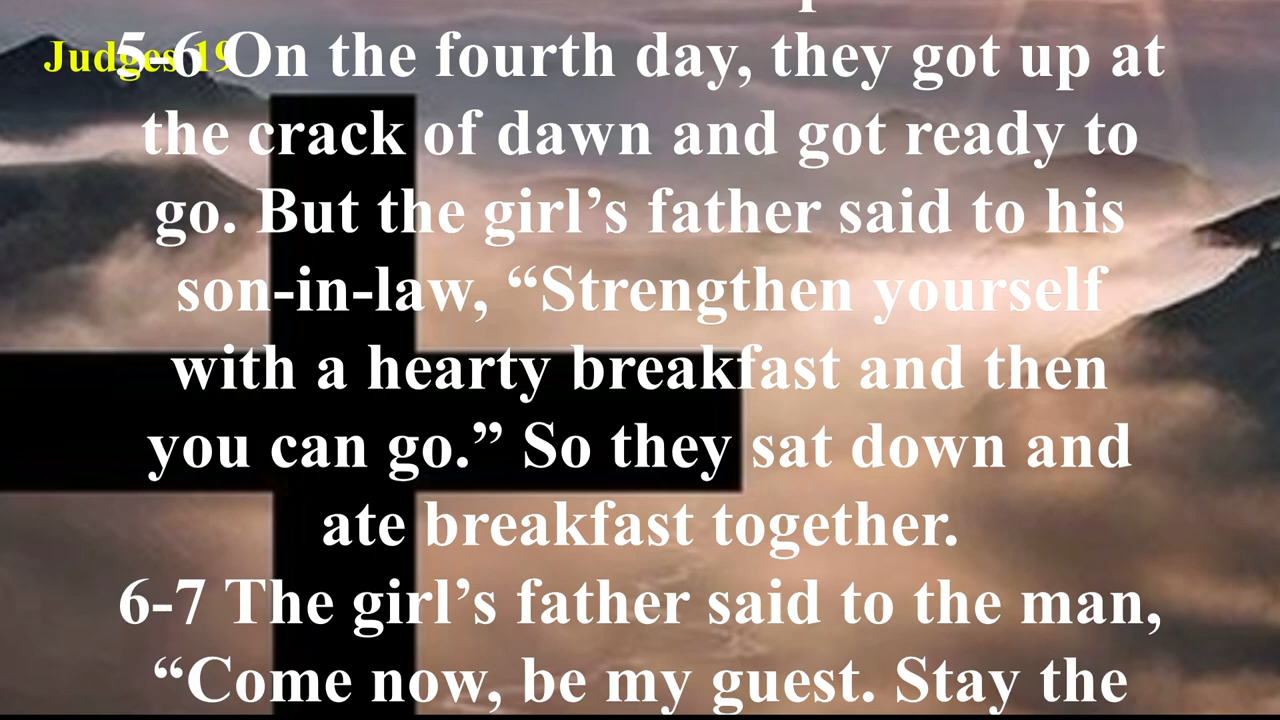 Judges 19
5-6 On the fourth day, they got up at
the crack of dawn and got ready to
go. But the girl’s father said to his
son-in-law, “Strengthen yourself
with a hearty breakfast and then
you can go.” So they sat down and
ate breakfast together.
6-7 The girl’s father said to the man,
“Come now, be my guest. Stay the